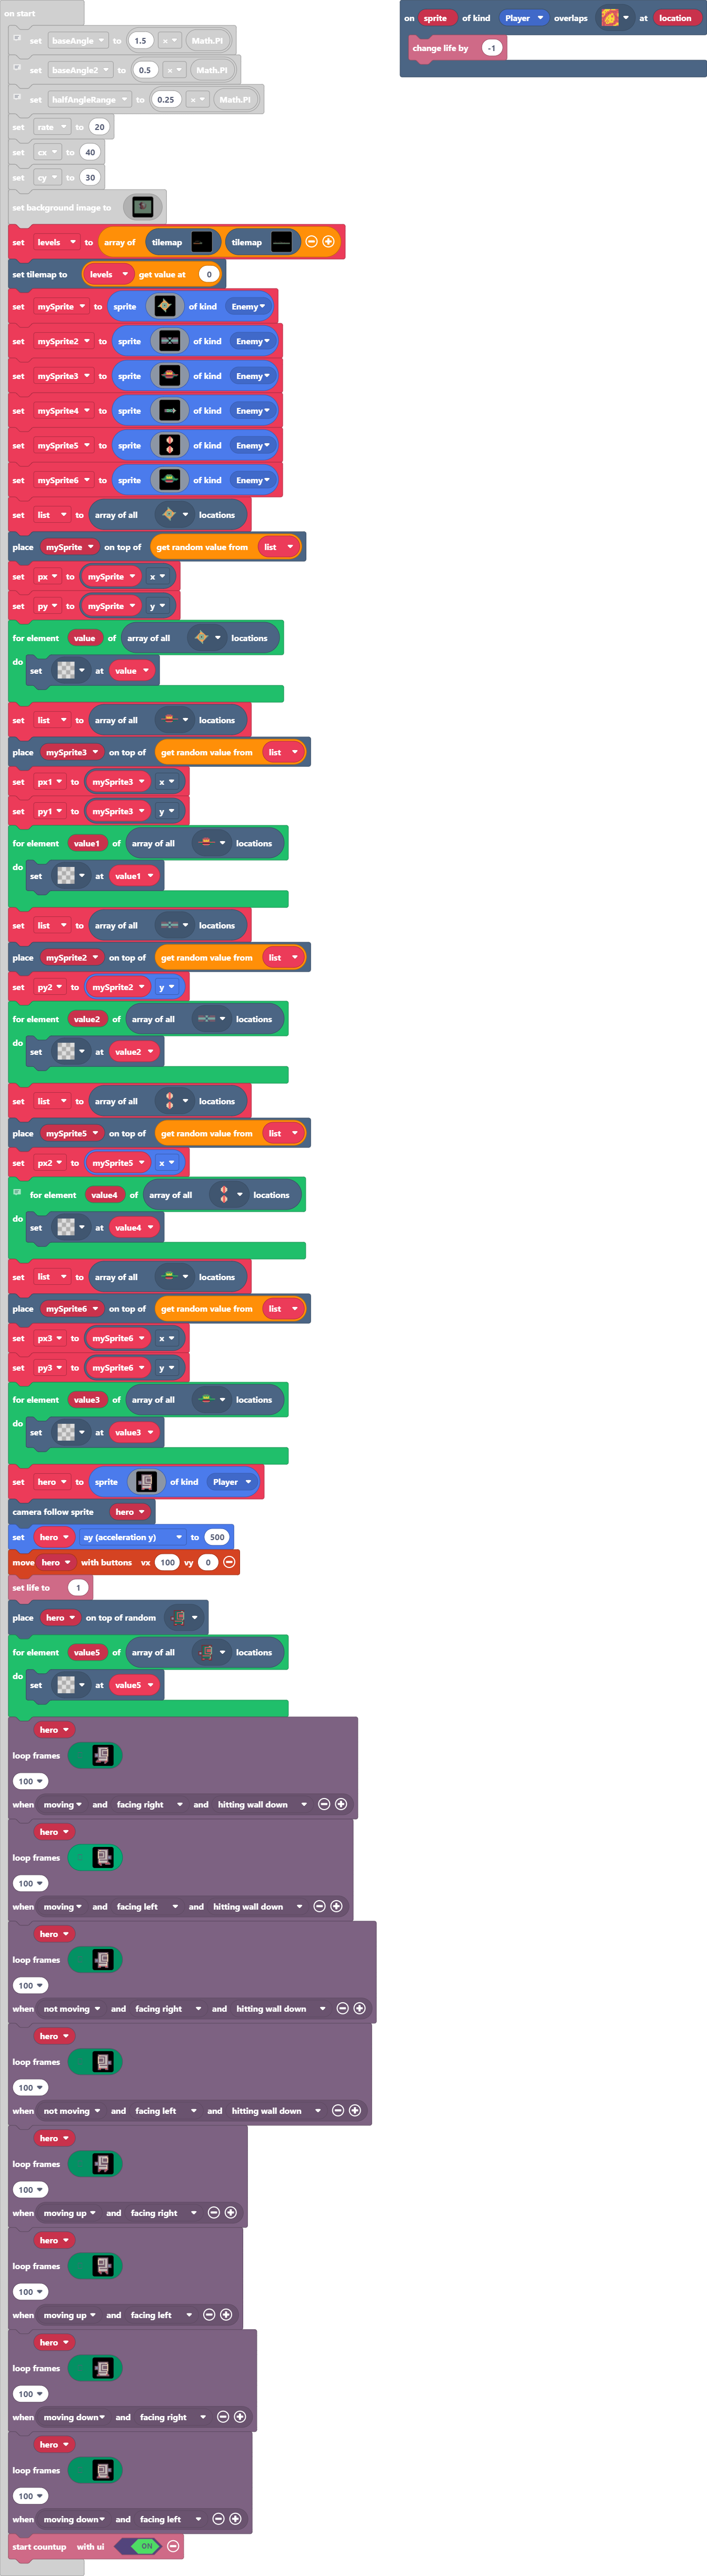 on start
set baseAngle to 1.5 × Math.PI
set baseAngle2 to 0.5 × Math.PI
set halfAngleRange to 0.25 × Math.PI
set rate to 20
set cx to 40
set cy to 30
set background image to
set levels to array of tilemap tilemap
set tilemap to levels get value at 0
set mySprite to sprite of kind Enemy
set mySprite2 to sprite of kind Enemy
set mySprite3 to sprite of kind Enemy
set mySprite4 to sprite of kind Enemy
set mySprite5 to sprite of kind Enemy
set mySprite6 to sprite of kind Enemy
set list to array of all locations
place mySprite on top of get random value from list
set px to mySprite x
set py to mySprite y
for element value of array of all locations
do
set at value
set list to array of all locations
place mySprite3 on top of get random value from list
set px1 to mySprite3 x
set py1 to mySprite3 y
for element value1 of array of all locations
do
set at value1
set list to array of all locations
place mySprite2 on top of get random value from list
set py2 to mySprite2 y
for element value2 of array of all locations
do
set at value2
set list to array of all locations
place mySprite5 on top of get random value from list
set px2 to mySprite5 x
for element value4 of array of all locations
do
set at value4
set list to array of all locations
place mySprite6 on top of get random value from list
set px3 to mySprite6 x
set py3 to mySprite6 y
for element value3 of array of all locations
do
set at value3
set hero to sprite of kind Player
camera follow sprite hero
set hero ay (acceleration y) to 500
move hero with buttons vx 100 vy 0
set life to 1
place hero on top of random
for element value5 of array of all locations
do
set at value5
hero
loop frames
100
when moving and facing right and hitting wall down
hero
loop frames
100
when moving and facing left and hitting wall down
hero
loop frames
100
when not moving and facing right and hitting wall down
hero
loop frames
100
when not moving and facing left and hitting wall down
hero
loop frames
100
when moving up and facing right
hero
loop frames
100
when moving up and facing left
hero
loop frames
100
when moving down and facing right
hero
loop frames
100
when moving down and facing left
start countup with ui ON
on sprite of kind Player overlaps at location
change life by -1